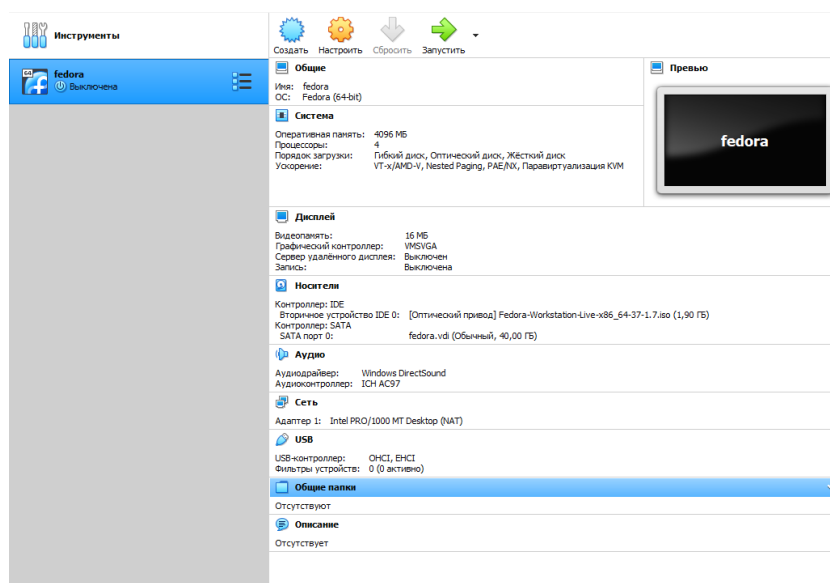 Инструменты
Создать Настроить Сбросить Запустить
64
fedora
Выключена
Общие
Имя: fedora
ОС: Fedora (64-bit)
Превью
fedora
Система
Оперативная память: 4096 МБ
Процессоры: 4
Порядок загрузки: Гибкий диск, Оптический диск, Жёсткий диск
Ускорение: VT-x/AMD-V, Nested Paging, PAE/NX, Паравиртуализация KVM
Дисплей
Видеопамять: 16 МБ
Графический контроллер: VMSVGA
Сервер удалённого дисплея: Выключен
Запись: Выключена
Носители
Контроллер: IDE
Вторичное устройство IDE 0: [Оптический привод] Fedora-Workstation-Live-x86_64-37-1.7.iso (1,90 ГБ)
Контроллер: SATA
SATA порт 0: fedora.vdi (Обычный, 40,00 ГБ)
Аудио
Аудиодрайвер: Windows DirectSound
Аудиоконтроллер: ICH AC97
Сеть
Адаптер 1: Intel PRO/1000 MT Desktop (NAT)
USB
USB-контроллер: OHCI, EHCI
Фильтры устройств: 0 (0 активно)
Общие папки
Отсутствуют
Описание
Отсутствует